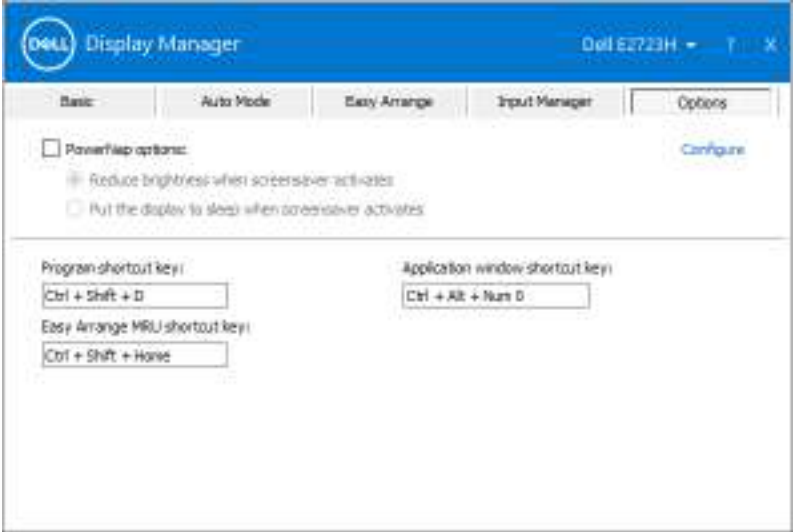 DELL Display Manager Dell E2723H ? X
Basic Auto Mode Easy Arrange Input Manager Options
PowerNap options: Configure
Reduce brightness when screensaver activates
Put the display to sleep when screensaver activates
Program shortcut key: Application window shortcut key:
Ctrl + Shift + D Ctrl + Alt + Num 0
Easy Arrange MRU shortcut key:
Ctrl + Shift + Home